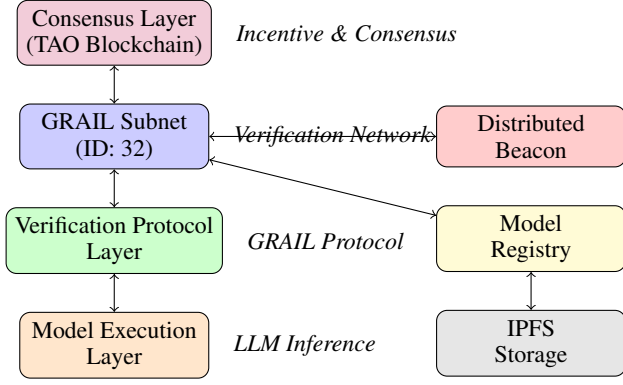 Consensus Layer
(TAO Blockchain)
Incentive & Consensus
GRAIL Subnet
(ID: 32)
Verification Network
Distributed
Beacon
Verification Protocol
Layer
GRAIL Protocol
Model
Registry
Model Execution
Layer
LLM Inference
IPFS
Storage